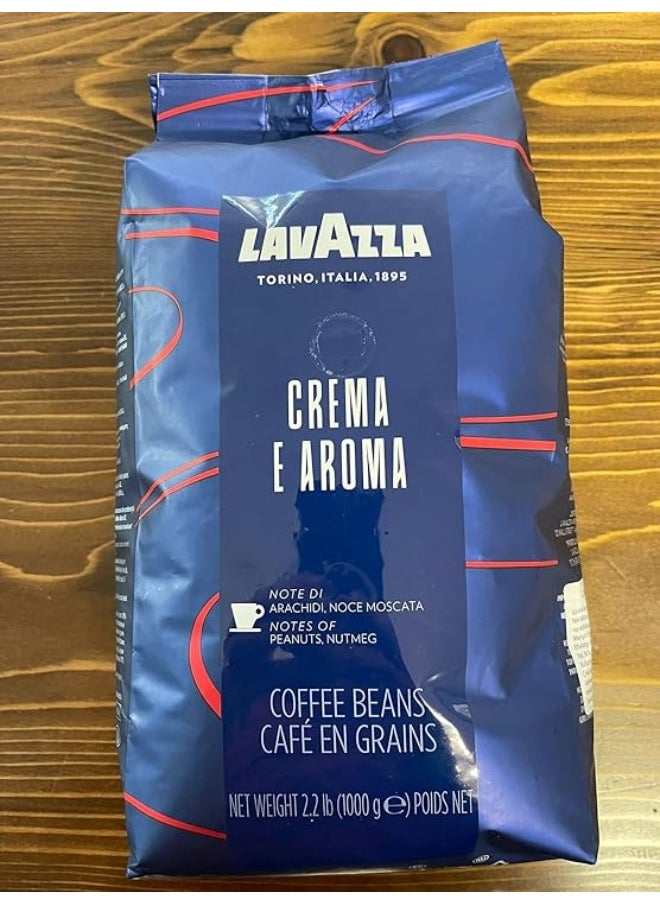 LAVAZZA
TORINO, ITALIA, 1895
CREMA
E AROMA
NOTE DI
ARACHIDI, NOCE MOSCATA
NOTES OF
PEANUTS, NUTMEG
COFFEE BEANS
CAFÉ EN GRAINS
NET WEIGHT 2.2 lb (1000 g e) POIDS NET